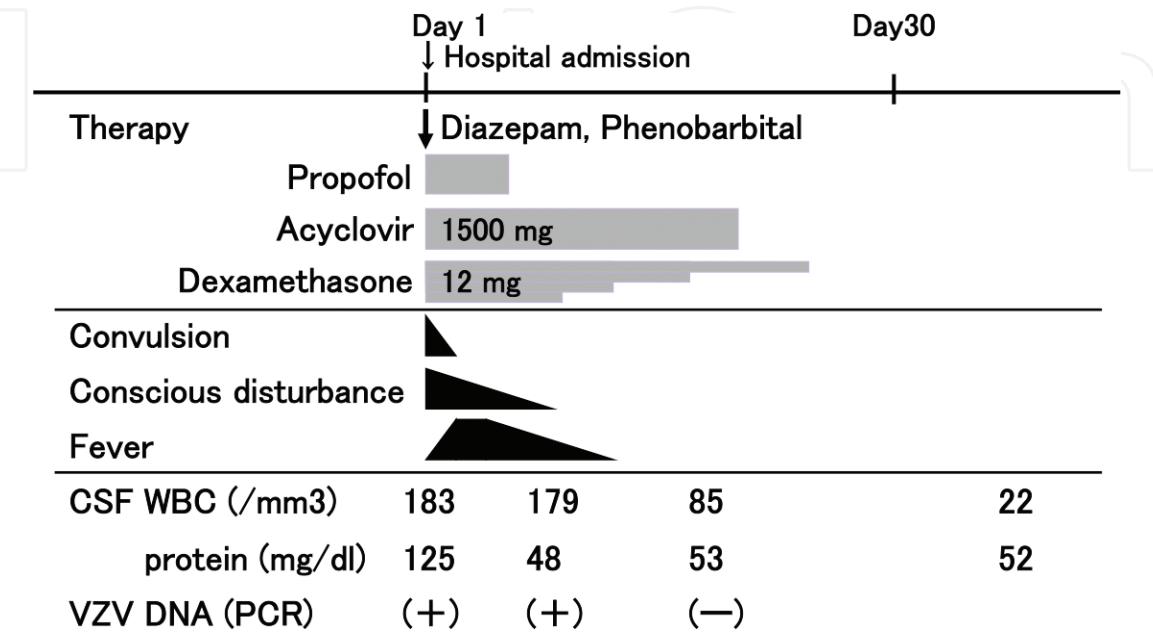 Day 1 Day30
↓ Hospital admission
Therapy Diazepam, Phenobarbital
Propofol
Acyclovir 1500 mg
Dexamethasone 12 mg
Convulsion
Conscious disturbance
Fever
CSF WBC (/mm3) 183 179 85 22
protein (mg/dl) 125 48 53 52
VZV DNA (PCR) (+) (+) (—)